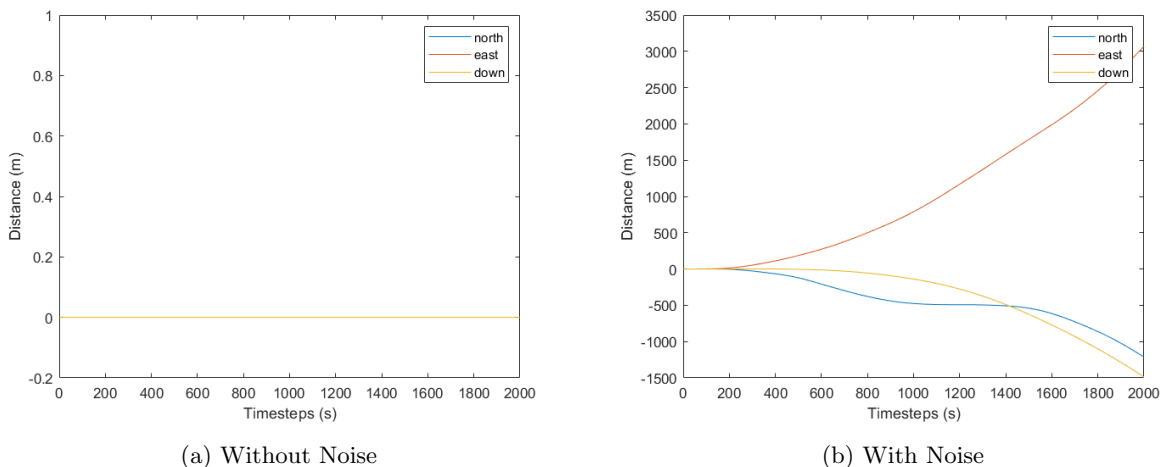 1
0.8
0.6
0.4
0.2
0
-0.2
Distance (m)
north
east
down
0 200 400 600 800 1000 1200 1400 1600 1800 2000
Timesteps (s)
(a) Without Noise
3500
3000
2500
2000
1500
1000
500
0
-500
-1000
-1500
Distance (m)
north
east
down
0 200 400 600 800 1000 1200 1400 1600 1800 2000
Timesteps (s)
(b) With Noise